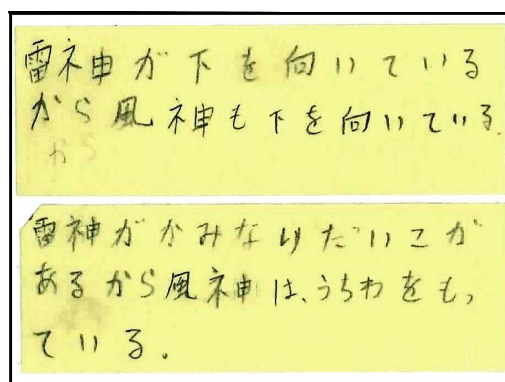 雷神が下を向いている
から風神も下を向いている.
から
雷神がかみなりだいこが
あるから風神は、うちわをもっ
ている。